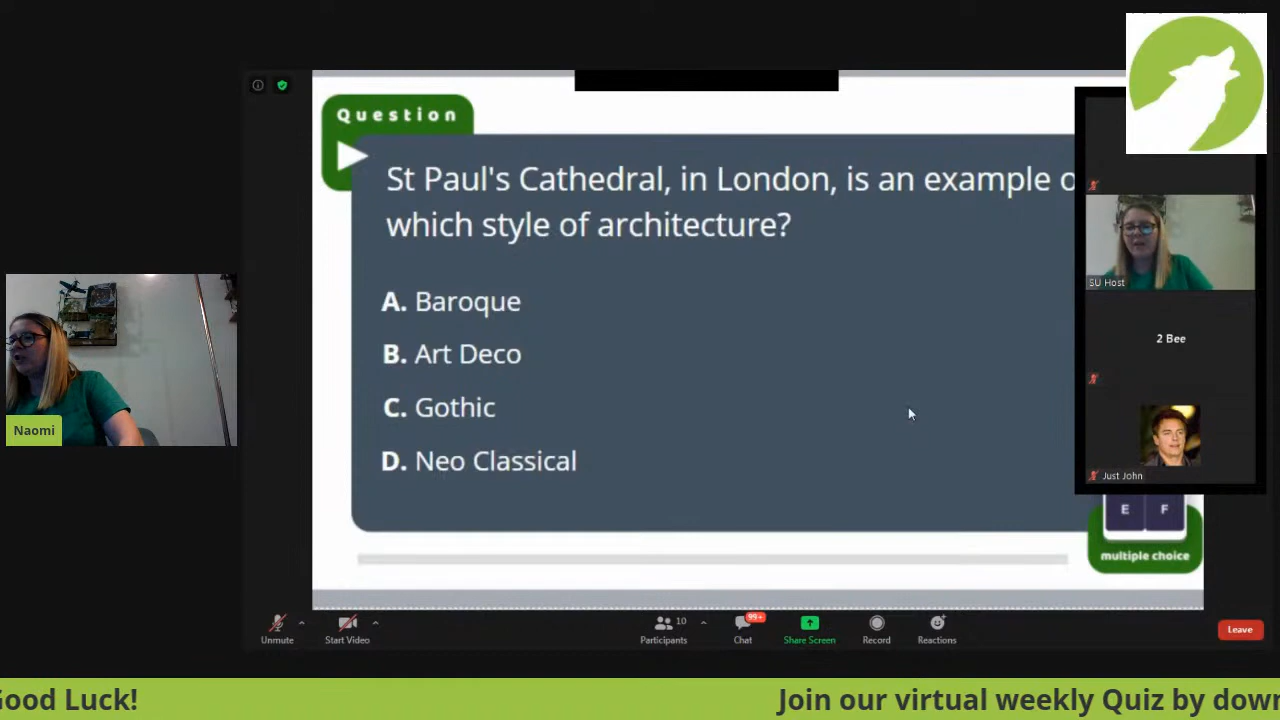 Question
St Paul's Cathedral, in London, is an example o
which style of architecture?
A. Baroque
B. Art Deco
C. Gothic
D. Neo Classical
Naomi
SU Host
2 Bee
Just John
E F
multiple choice
Unmute
Start Video
10
Participants
99+
Chat
Share Screen
Record
Reactions
Leave
Good Luck!
Join our virtual weekly Quiz by down